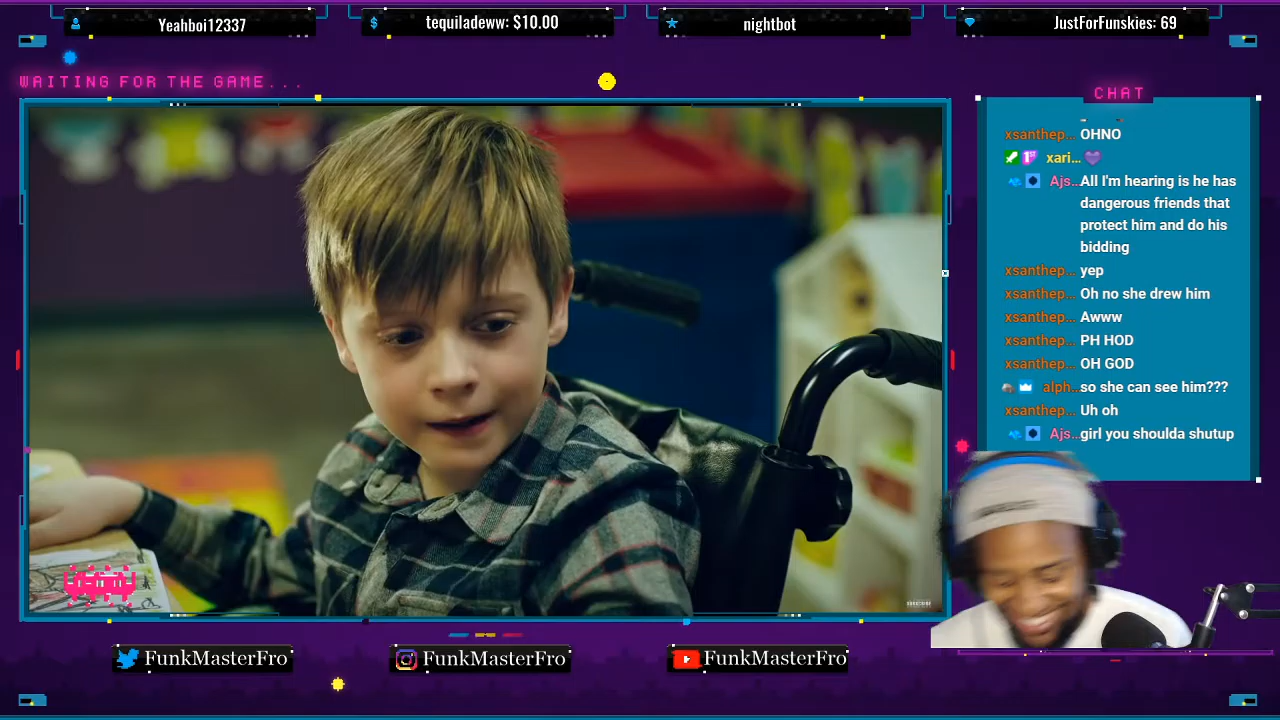 Yeahboi12337
tequiladeww: $10.00
nightbot
JustForFunskies: 69
WAITING FOR THE GAME...
CHAT
xsanthep... OHNO
xari...
Ajs... All I'm hearing is he has
dangerous friends that
protect him and do his
bidding
xsanthep... yep
xsanthep... Oh no she drew him
xsanthep... Awww
xsanthep... PH HOD
xsanthep... OH GOD
alph... so she can see him???
xsanthep... Uh oh
Ajs... girl you shoulda shutup
FunkMasterFro
FunkMasterFro
FunkMasterFro